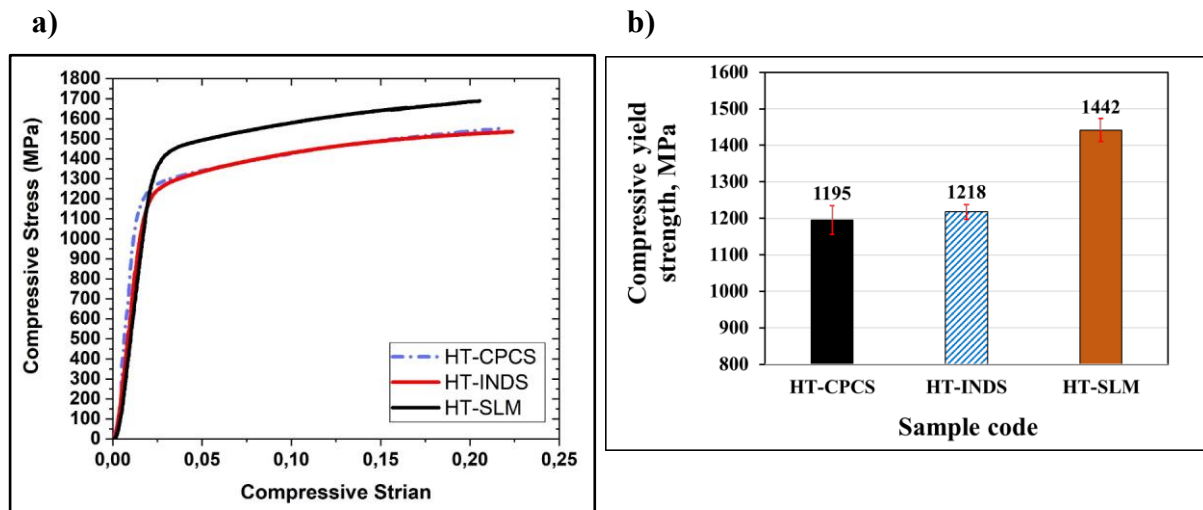 a)
1800
1700
1600
1500
1400
1300
1200
1100
1000
900
800
700
600
500
400
300
200
100
0
Compressive Stress (MPa)
HT-CPCS
HT-INDS
HT-SLM
0,00 0,05 0,10 0,15 0,20 0,25
Compressive Strian
b)
1600
1500
1400
1300
1200
1100
1000
900
800
Compressive yield
strength, MPa
1195
1218
1442
HT-CPCS HT-INDS HT-SLM
Sample code